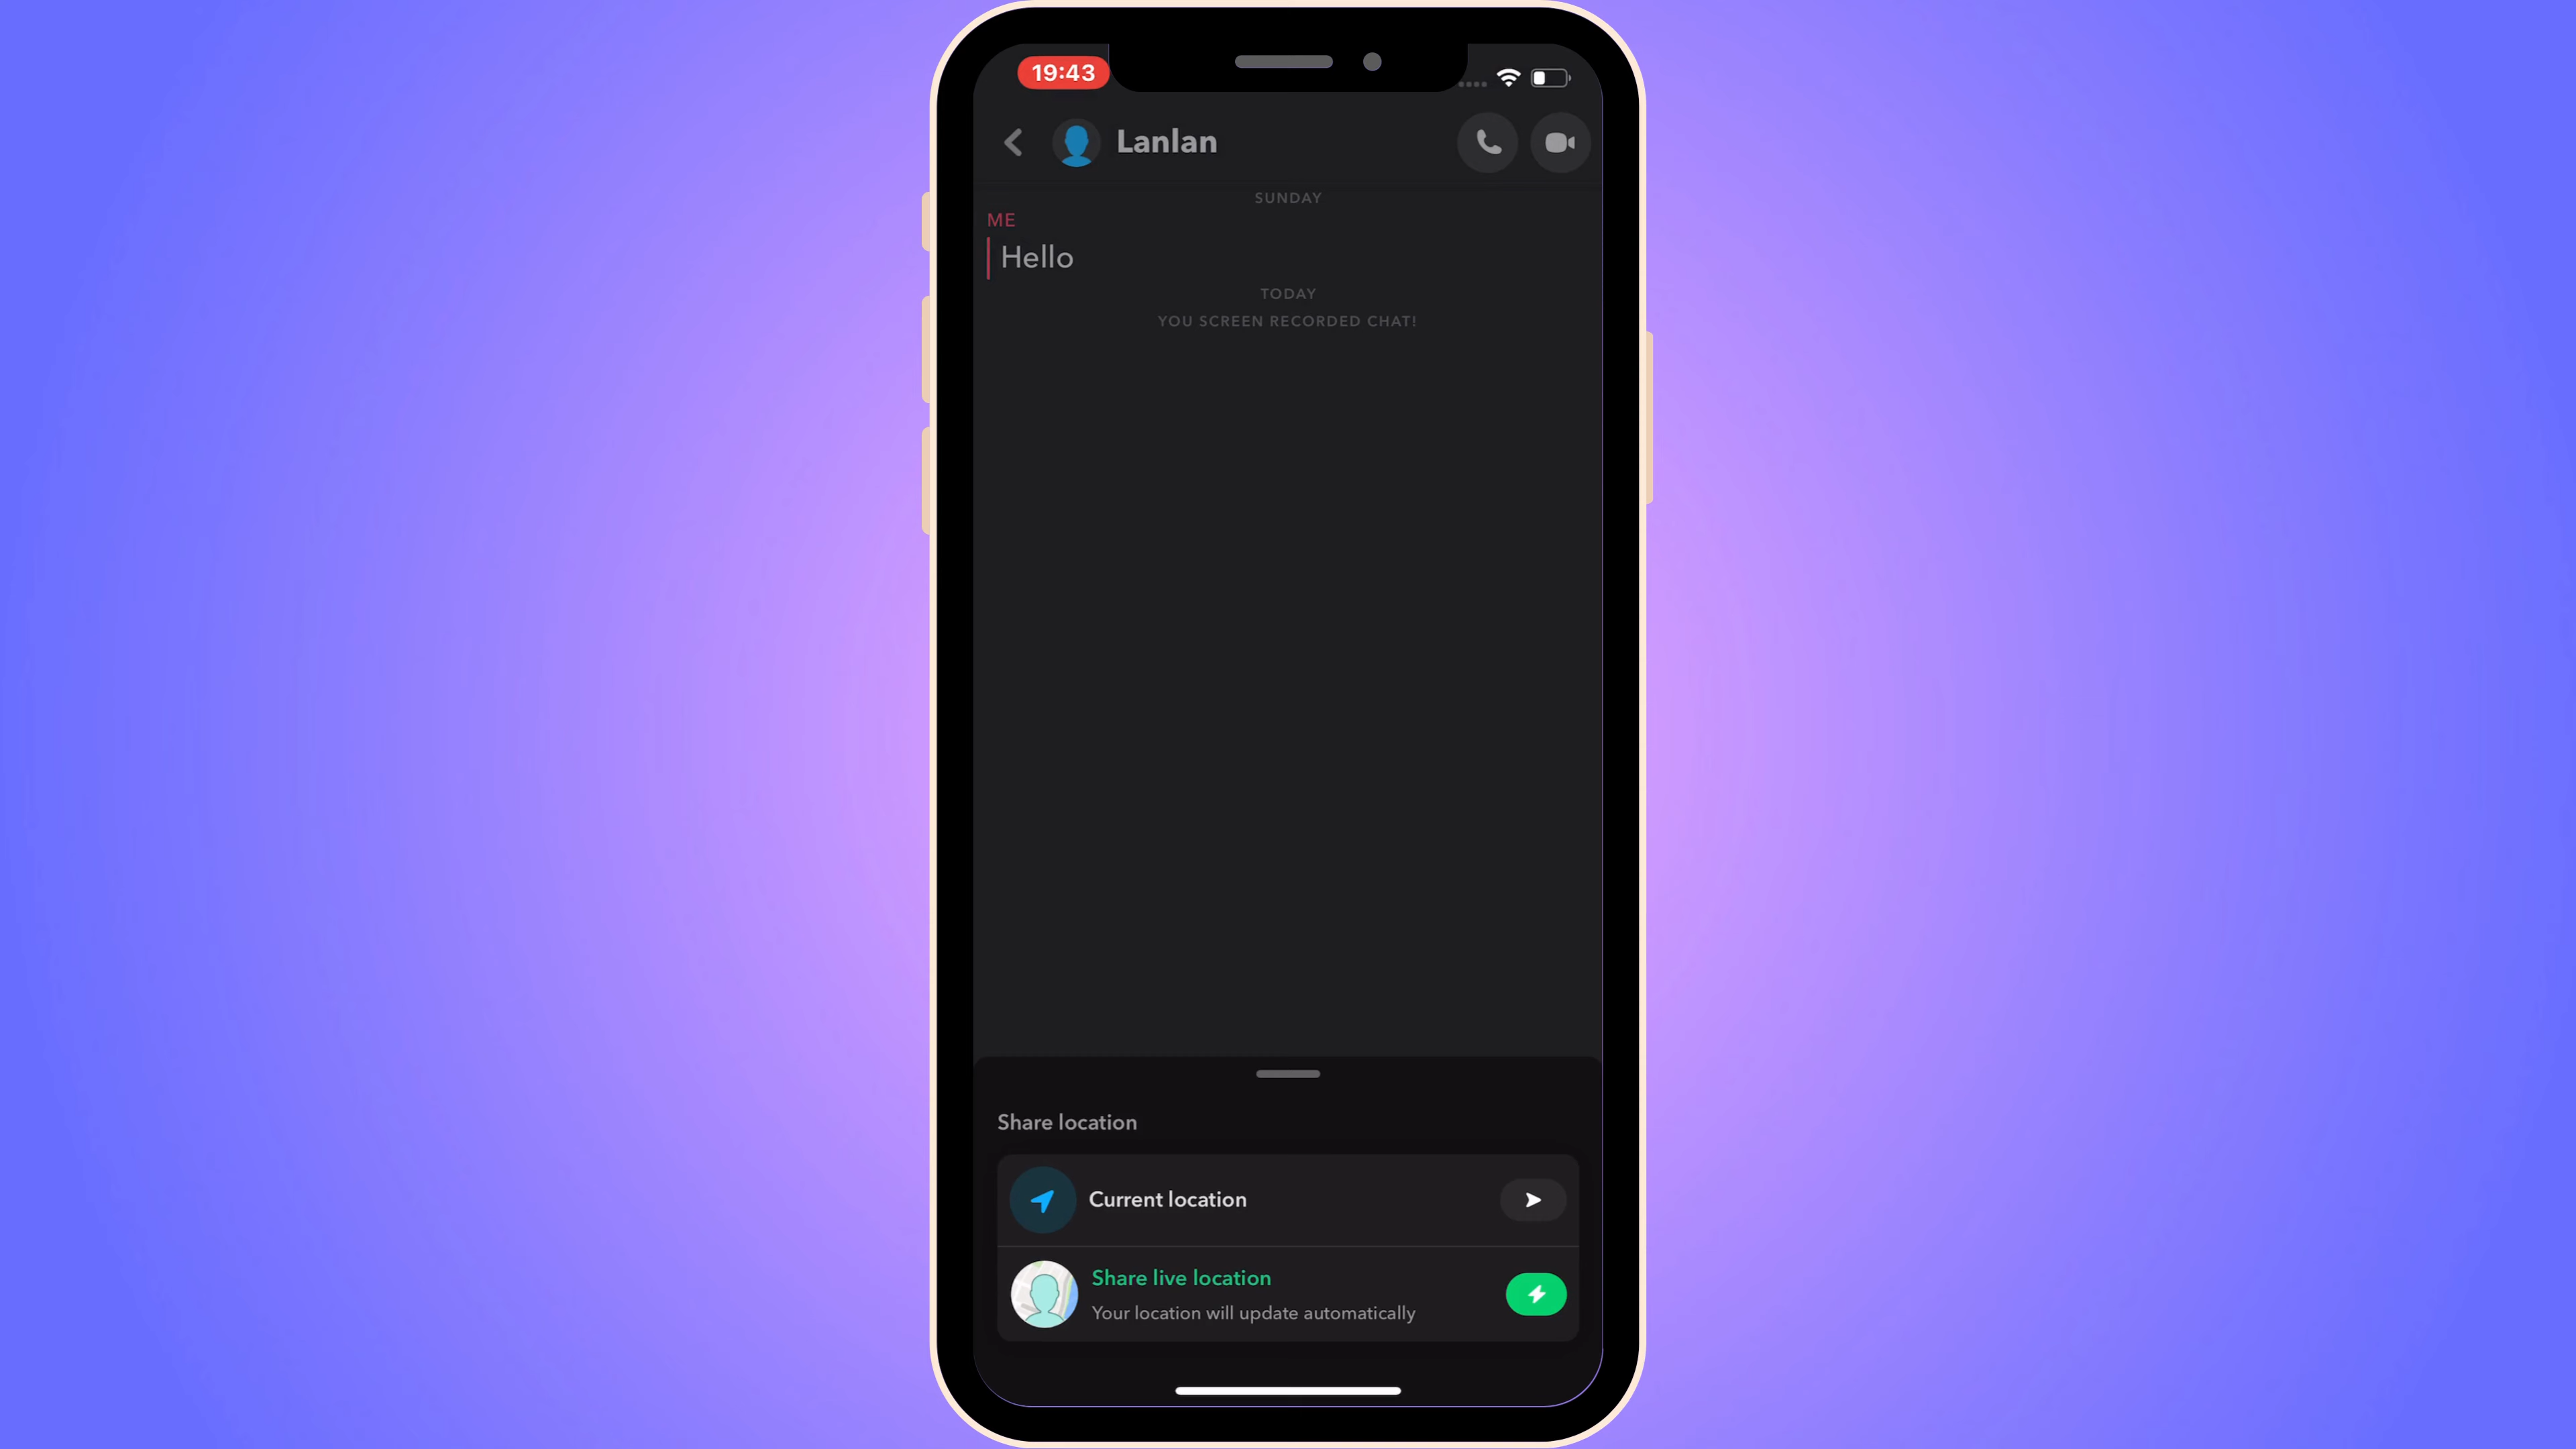 19:43
Lanlan
SUNDAY
ME
Hello
TODAY
YOU SCREEN RECORDED CHAT!
Share location
Current location
Share live location
Your location will update automatically